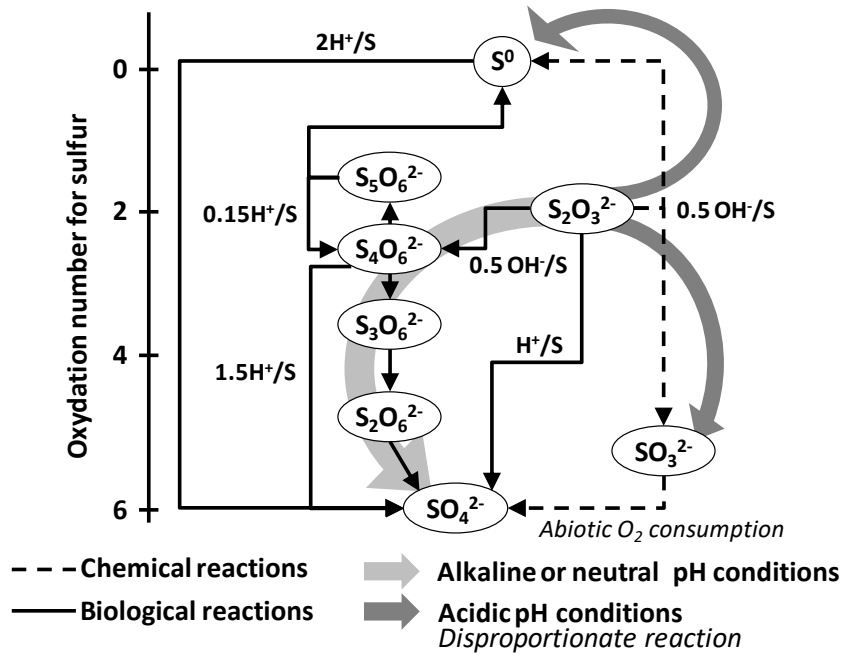 2H⁺/S
S⁰
0
S₅O₆²⁻
0.15H⁺/S
2
S₂O₃²⁻
0.5 OH⁻/S
S₄O₆²⁻
0.5 OH⁻/S
S₃O₆²⁻
H⁺/S
4
1.5H⁺/S
S₂O₆²⁻
SO₃²⁻
6
SO₄²⁻
Abiotic O₂ consumption
Oxydation number for sulfur
Chemical reactions
Alkaline or neutral pH conditions
Biological reactions
Acidic pH conditions
Disproportionate reaction